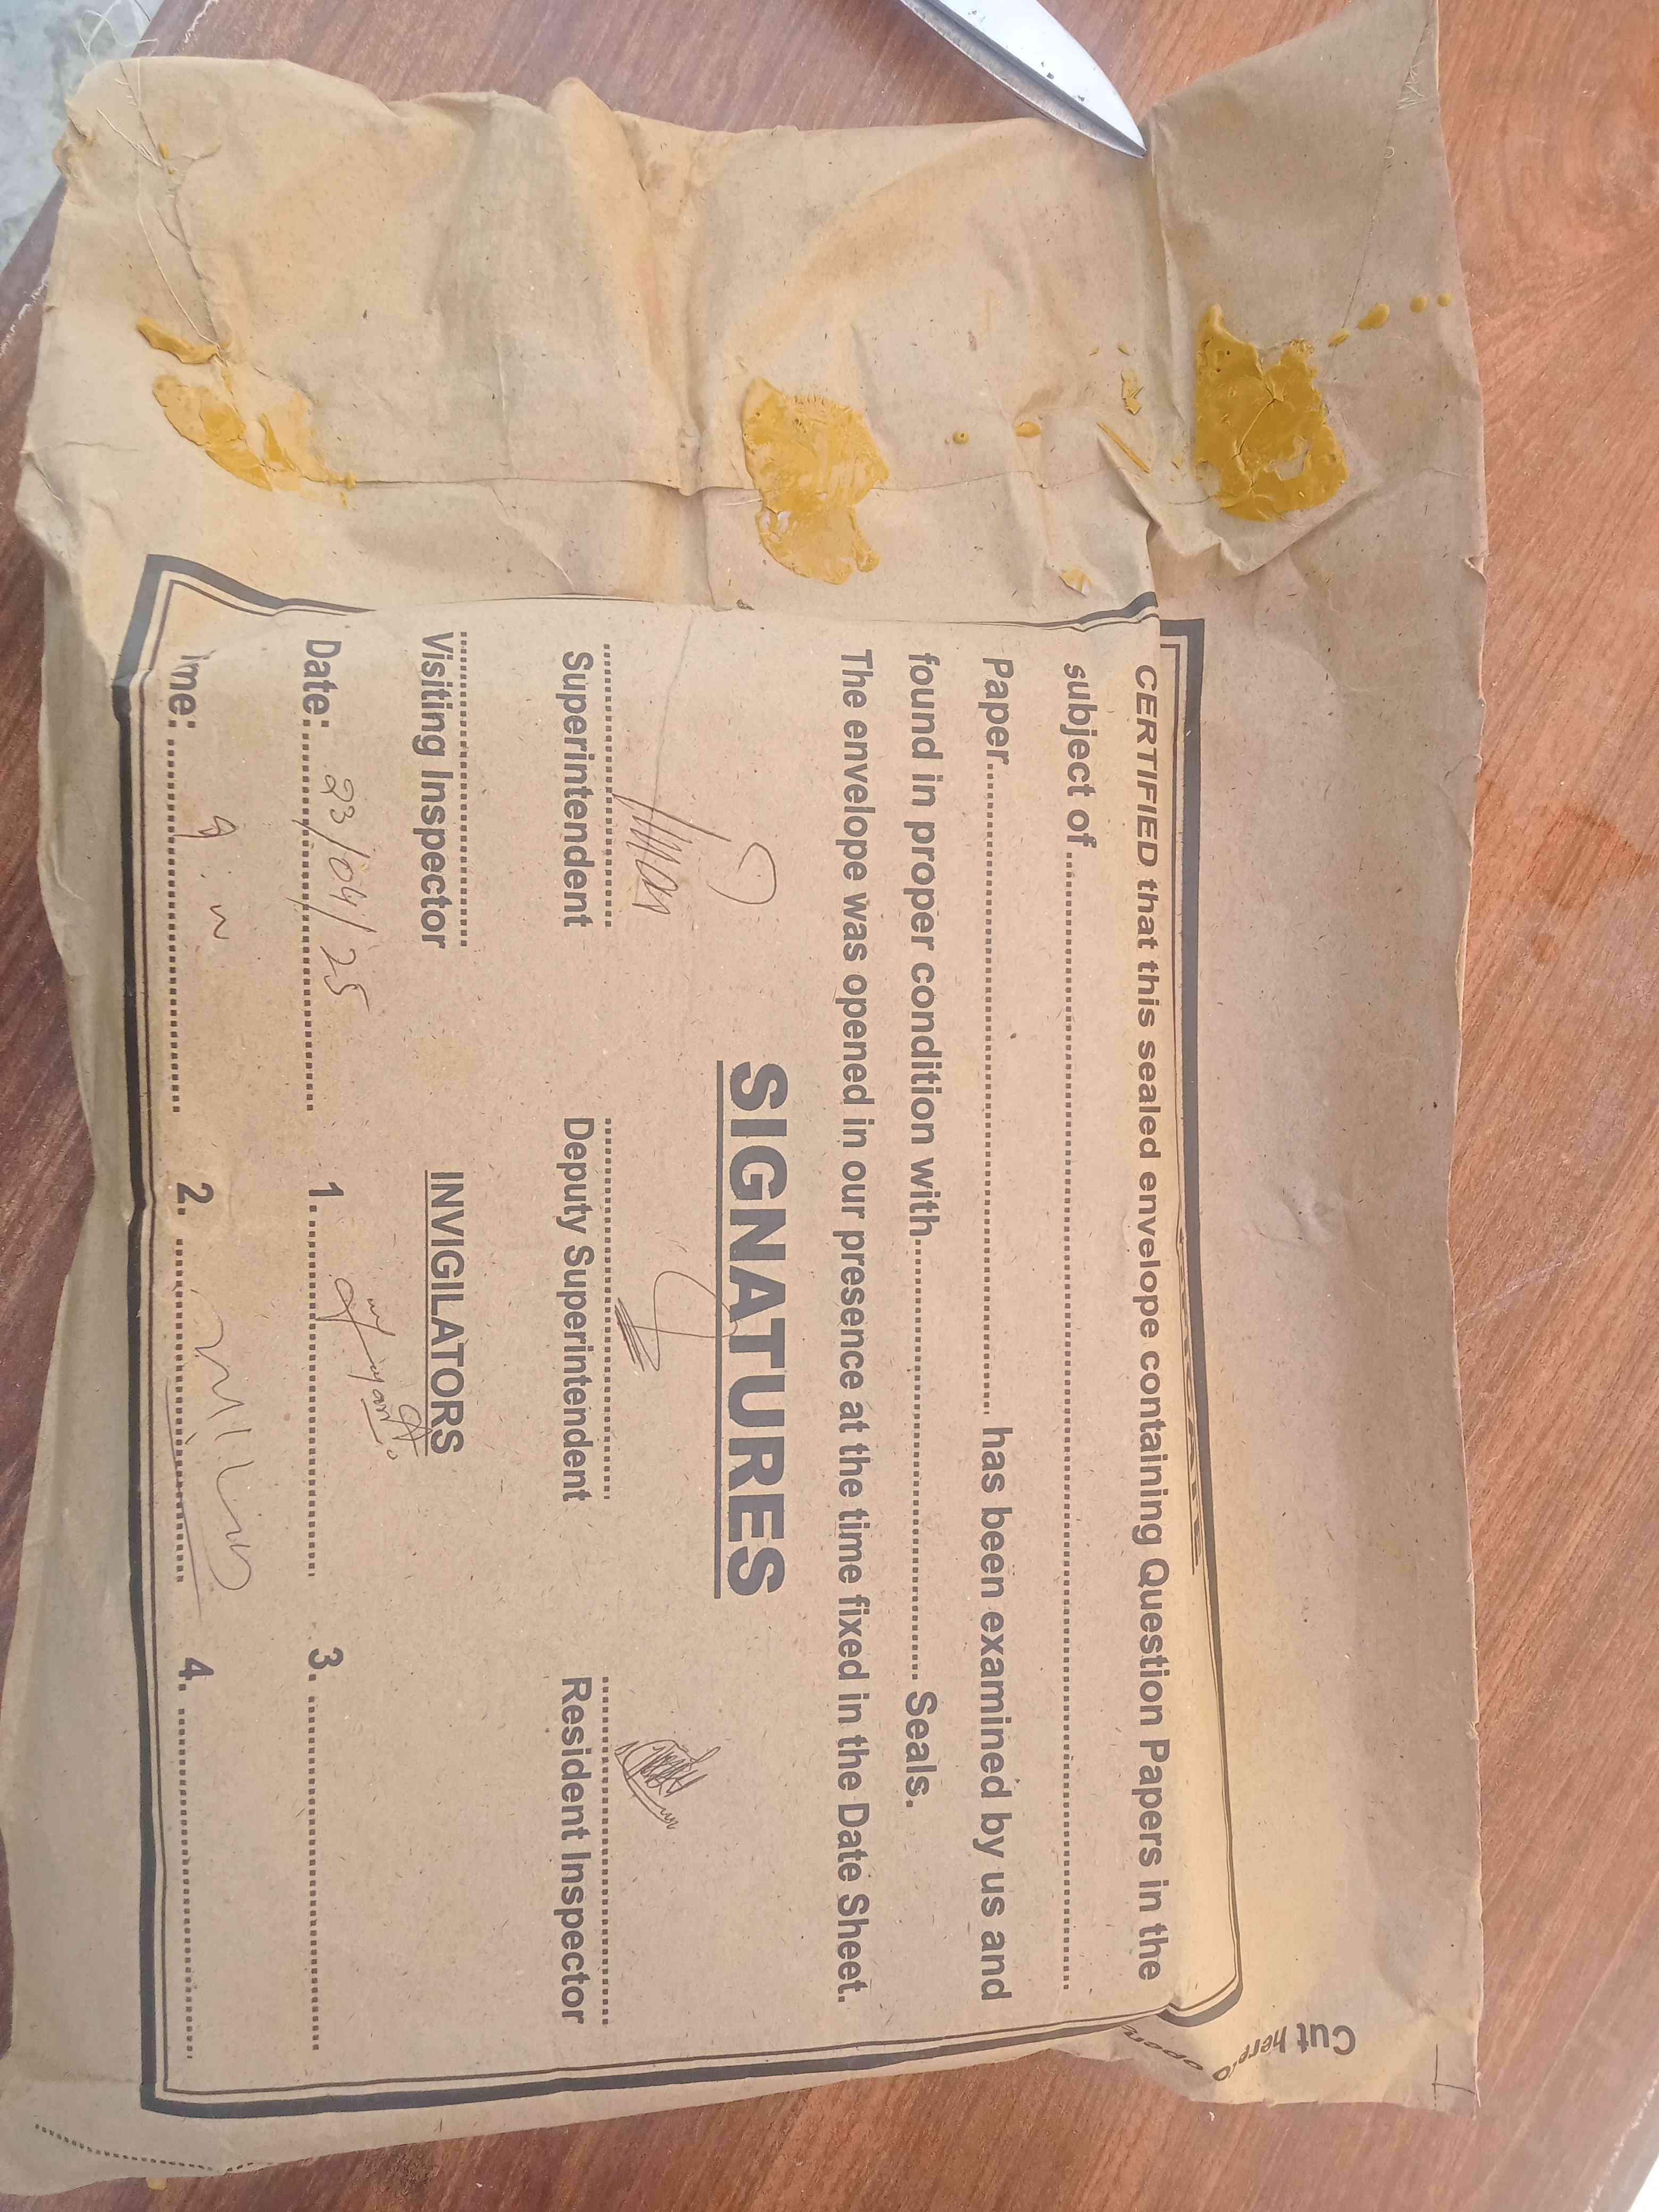 CERTIFIED that this sealed envelope containing Question Papers in the
subject of
Paper has been examined by us and
found in proper condition with Seals.
The envelope was opened in our presence at the time fixed in the Date Sheet.
SIGNATURES
Superintendent Deputy Superintendent Resident Inspector
Visiting Inspector INVIGILATORS
Date: 23/04/25 1. 3.
ime: 2. 4.
Cut here to open